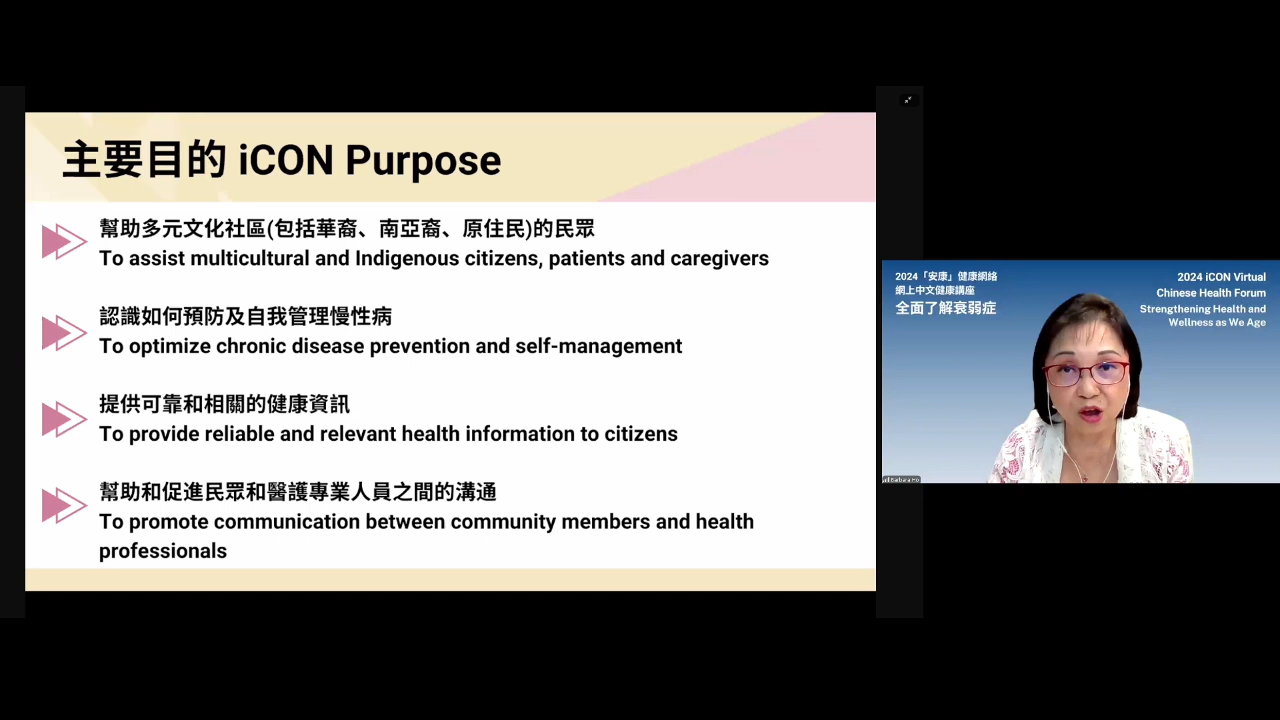 主要目的 iCON Purpose
幫助多元文化社區(包括華裔、南亞裔、原住民)的民眾
To assist multicultural and Indigenous citizens, patients and caregivers
認識如何預防及自我管理慢性病
To optimize chronic disease prevention and self-management
提供可靠和相關的健康資訊
To provide reliable and relevant health information to citizens
幫助和促進民眾和醫護專業人員之間的溝通
To promote communication between community members and health
professionals
2024「安康」健康網絡
網上中文健康講座
全面了解衰弱症
2024 iCON Virtual
Chinese Health Forum
Strengthening Health and
Wellness as We Age
Barbara Ho